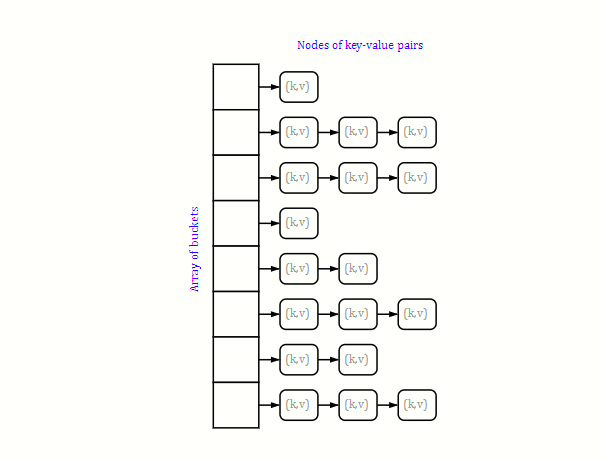 Nodes of key-value pairs
(k,v)
(k,v) (k,v) (k,v)
(k,v) (k,v) (k,v)
(k,v)
(k,v) (k,v)
(k,v) (k,v) (k,v)
(k,v) (k,v)
(k,v) (k,v) (k,v)
Array of buckets